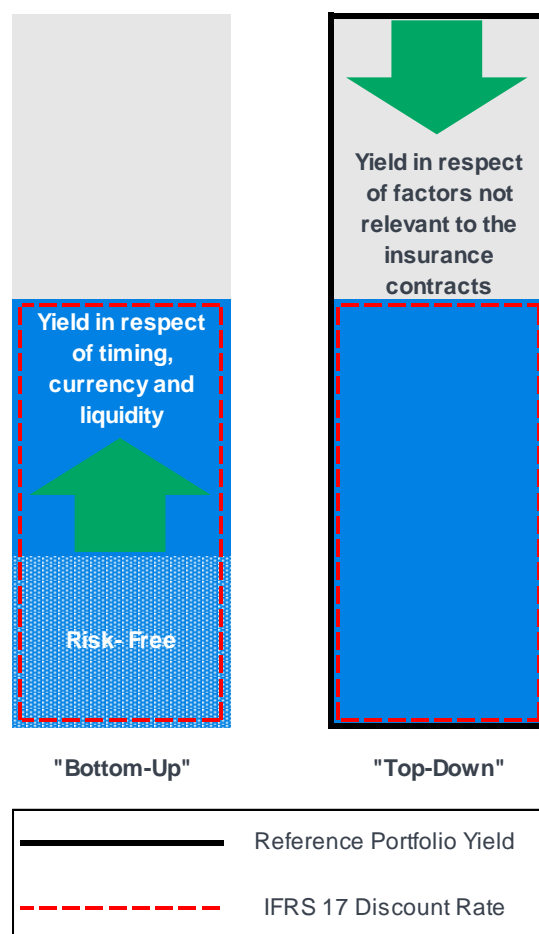 Yield in respect
of timing,
currency and
liquidity
Risk- Free
"Bottom-Up"
Yield in respect
of factors not
relevant to the
insurance
contracts
"Top-Down"
Reference Portfolio Yield
IFRS 17 Discount Rate